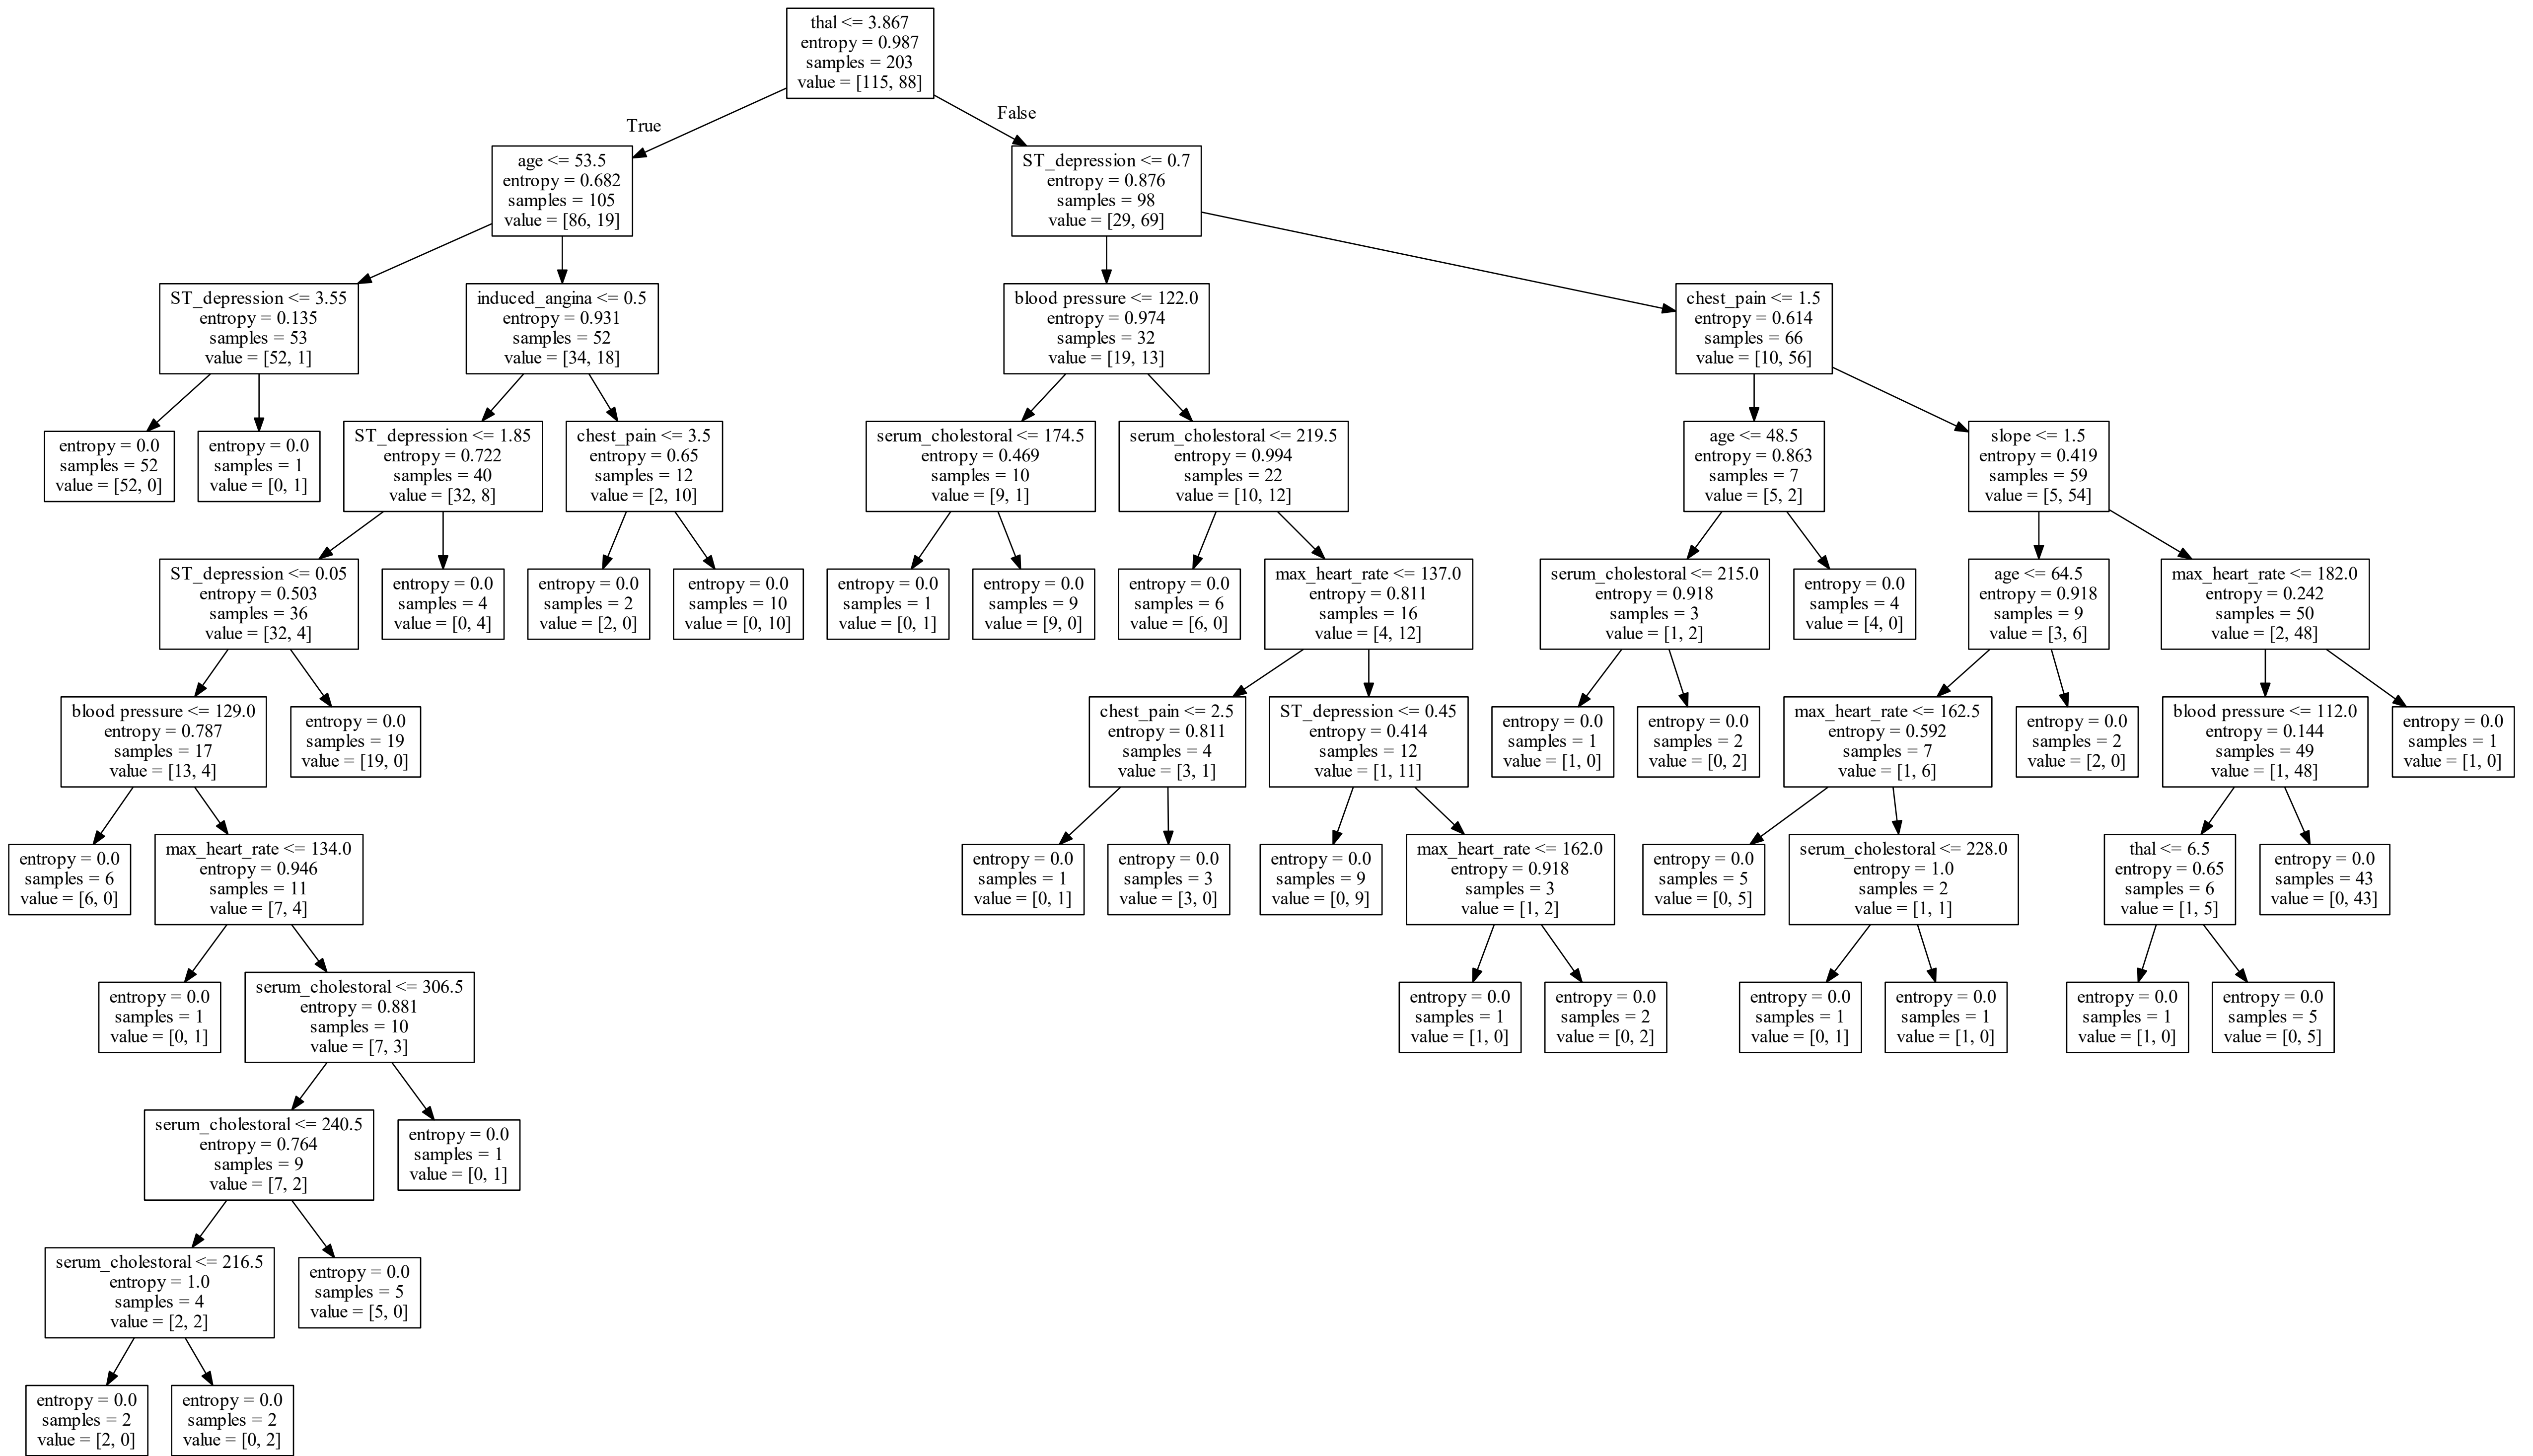 thal <= 3.867
entropy = 0.987
samples = 203
value = [115, 88]
True
False
age <= 53.5
entropy = 0.682
samples = 105
value = [86, 19]
ST_depression <= 0.7
entropy = 0.876
samples = 98
value = [29, 69]
ST_depression <= 3.55
entropy = 0.135
samples = 53
value = [52, 1]
induced_angina <= 0.5
entropy = 0.931
samples = 52
value = [34, 18]
blood pressure <= 122.0
entropy = 0.974
samples = 32
value = [19, 13]
chest_pain <= 1.5
entropy = 0.614
samples = 66
value = [10, 56]
entropy = 0.0
samples = 52
value = [52, 0]
entropy = 0.0
samples = 1
value = [0, 1]
ST_depression <= 1.85
entropy = 0.722
samples = 40
value = [32, 8]
chest_pain <= 3.5
entropy = 0.65
samples = 12
value = [2, 10]
serum_cholestoral <= 174.5
entropy = 0.469
samples = 10
value = [9, 1]
serum_cholestoral <= 219.5
entropy = 0.994
samples = 22
value = [10, 12]
age <= 48.5
entropy = 0.863
samples = 7
value = [5, 2]
slope <= 1.5
entropy = 0.419
samples = 59
value = [5, 54]
ST_depression <= 0.05
entropy = 0.503
samples = 36
value = [32, 4]
entropy = 0.0
samples = 4
value = [0, 4]
entropy = 0.0
samples = 2
value = [2, 0]
entropy = 0.0
samples = 10
value = [0, 10]
entropy = 0.0
samples = 1
value = [0, 1]
entropy = 0.0
samples = 9
value = [9, 0]
entropy = 0.0
samples = 6
value = [6, 0]
max_heart_rate <= 137.0
entropy = 0.811
samples = 16
value = [4, 12]
serum_cholestoral <= 215.0
entropy = 0.918
samples = 3
value = [1, 2]
entropy = 0.0
samples = 4
value = [4, 0]
age <= 64.5
entropy = 0.918
samples = 9
value = [3, 6]
max_heart_rate <= 182.0
entropy = 0.242
samples = 50
value = [2, 48]
blood pressure <= 129.0
entropy = 0.787
samples = 17
value = [13, 4]
entropy = 0.0
samples = 19
value = [19, 0]
chest_pain <= 2.5
entropy = 0.811
samples = 4
value = [3, 1]
ST_depression <= 0.45
entropy = 0.414
samples = 12
value = [1, 11]
entropy = 0.0
samples = 1
value = [1, 0]
entropy = 0.0
samples = 2
value = [0, 2]
max_heart_rate <= 162.5
entropy = 0.592
samples = 7
value = [1, 6]
entropy = 0.0
samples = 2
value = [2, 0]
blood pressure <= 112.0
entropy = 0.144
samples = 49
value = [1, 48]
entropy = 0.0
samples = 1
value = [1, 0]
entropy = 0.0
samples = 6
value = [6, 0]
max_heart_rate <= 134.0
entropy = 0.946
samples = 11
value = [7, 4]
entropy = 0.0
samples = 1
value = [0, 1]
entropy = 0.0
samples = 3
value = [3, 0]
entropy = 0.0
samples = 9
value = [0, 9]
max_heart_rate <= 162.0
entropy = 0.918
samples = 3
value = [1, 2]
entropy = 0.0
samples = 5
value = [0, 5]
serum_cholestoral <= 228.0
entropy = 1.0
samples = 2
value = [1, 1]
thal <= 6.5
entropy = 0.65
samples = 6
value = [1, 5]
entropy = 0.0
samples = 43
value = [0, 43]
entropy = 0.0
samples = 1
value = [0, 1]
serum_cholestoral <= 306.5
entropy = 0.881
samples = 10
value = [7, 3]
entropy = 0.0
samples = 1
value = [1, 0]
entropy = 0.0
samples = 2
value = [0, 2]
entropy = 0.0
samples = 1
value = [0, 1]
entropy = 0.0
samples = 1
value = [1, 0]
entropy = 0.0
samples = 1
value = [1, 0]
entropy = 0.0
samples = 5
value = [0, 5]
serum_cholestoral <= 240.5
entropy = 0.764
samples = 9
value = [7, 2]
entropy = 0.0
samples = 1
value = [0, 1]
serum_cholestoral <= 216.5
entropy = 1.0
samples = 4
value = [2, 2]
entropy = 0.0
samples = 5
value = [5, 0]
entropy = 0.0
samples = 2
value = [2, 0]
entropy = 0.0
samples = 2
value = [0, 2]